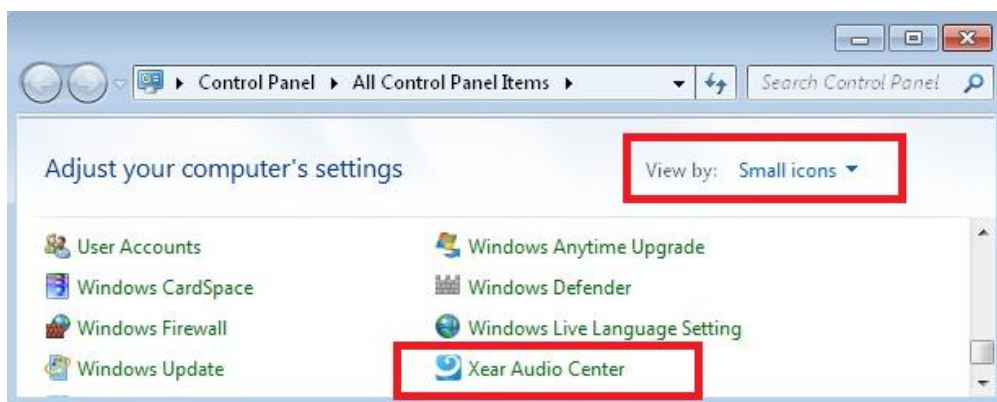 Control Panel All Control Panel Items Search Control Panel
Adjust your computer's settings View by: Small icons
User Accounts Windows Anytime Upgrade
Windows CardSpace Windows Defender
Windows Firewall Windows Live Language Setting
Windows Update Xear Audio Center